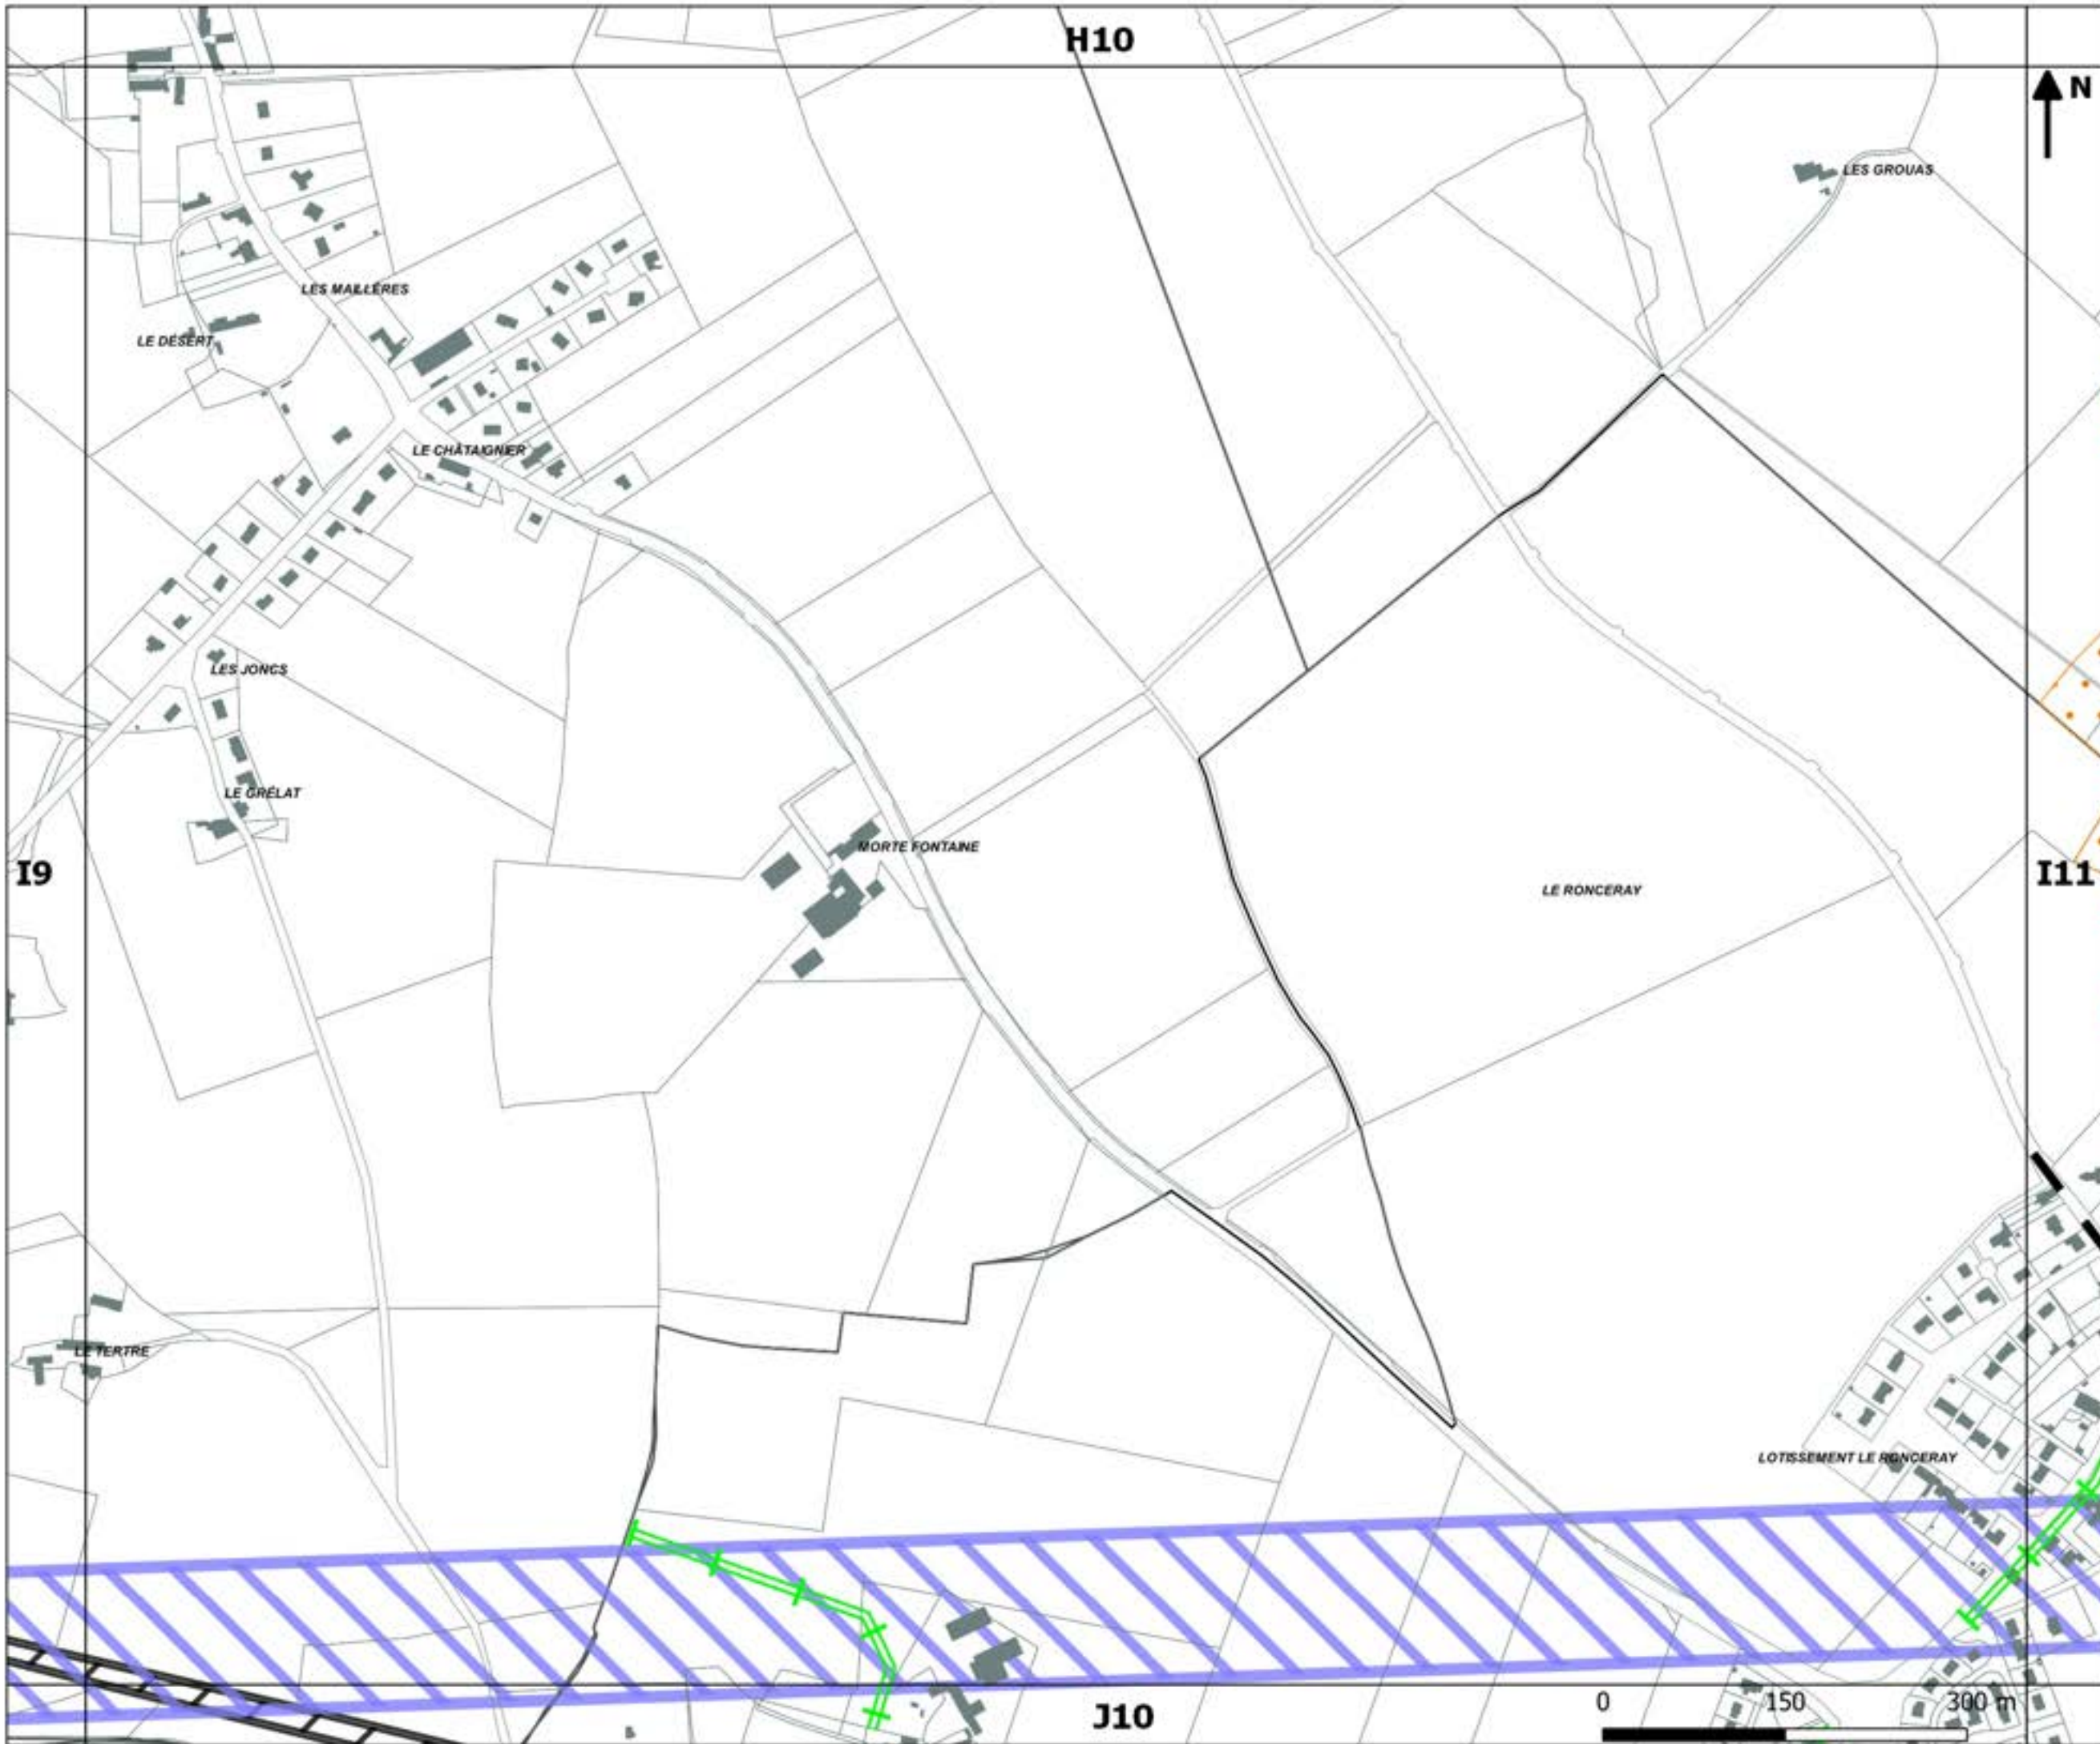 H10
N
LES GROUAS
LES MAILLÈRES
LE DÉSERT
LE CHÂTAIGNIER
LES JONCS
LE GRÉLAT
MORTE FONTAINE
I9
LE RONCERAY
I11
LE TERTRE
LOTISSEMENT LE RONCERAY
J10
0 150 300 m